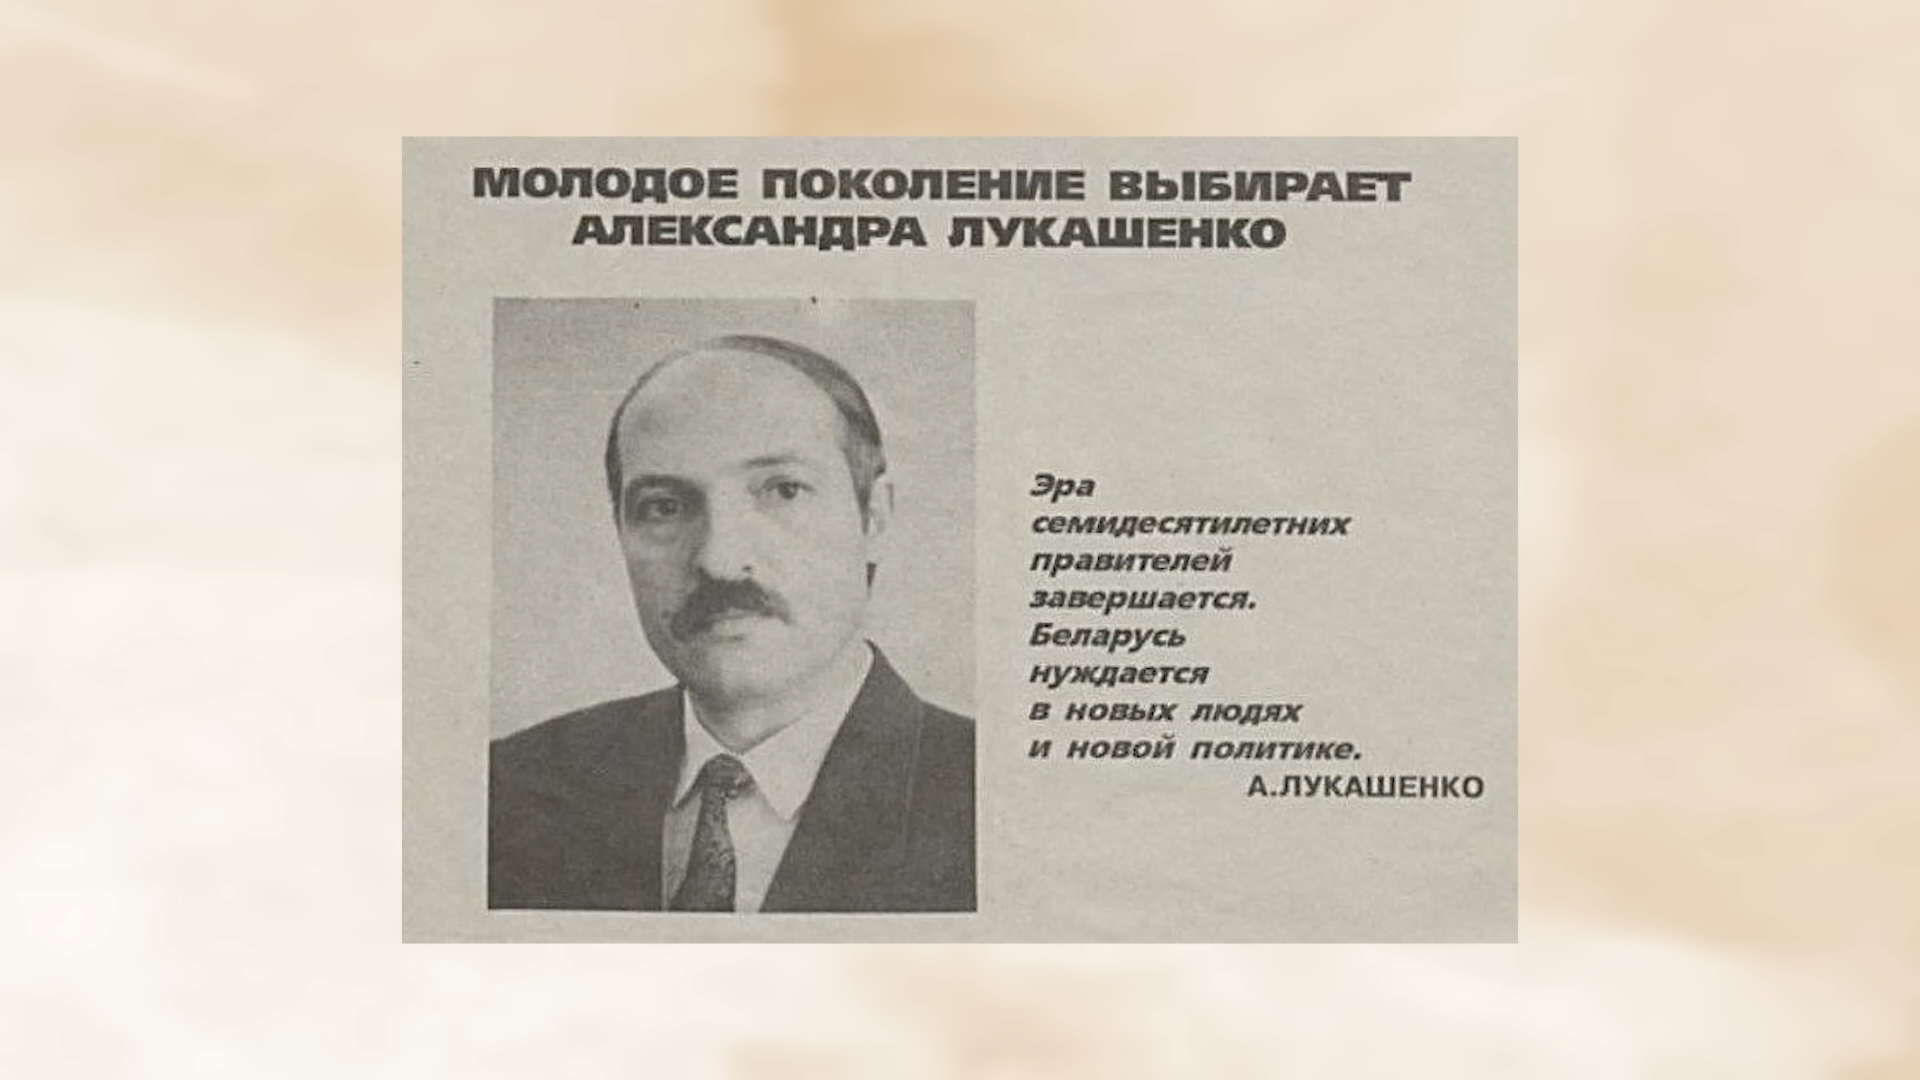 МОЛОДОЕ ПОКОЛЕНИЕ ВЫБИРАЕТ
АЛЕКСАНДРА ЛУКАШЕНКО
Эра
семидесятилетних
правителей
завершается.
Беларусь
нуждается
в новых людях
и новой политике.
А.ЛУКАШЕНКО